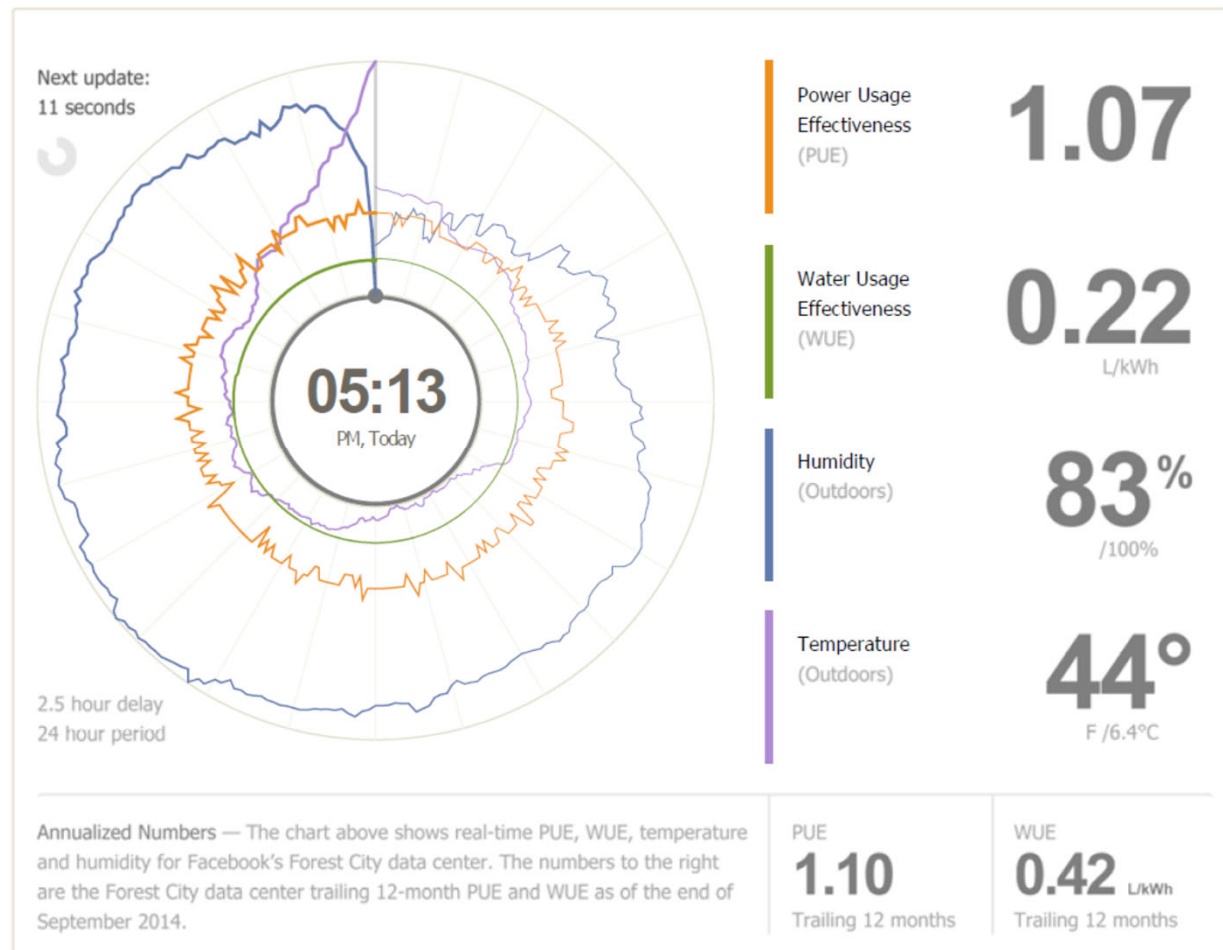 Next update:
11 seconds
05:13
PM, Today
2.5 hour delay
24 hour period
Power Usage
Effectiveness
(PUE)
1.07
Water Usage
Effectiveness
(WUE)
0.22
L/kWh
Humidity
(Outdoors)
83%
/100%
Temperature
(Outdoors)
44°
F /6.4°C
Annualized Numbers — The chart above shows real-time PUE, WUE, temperature
and humidity for Facebook's Forest City data center. The numbers to the right
are the Forest City data center trailing 12-month PUE and WUE as of the end of
September 2014.
PUE
1.10
Trailing 12 months
WUE
0.42 L/kWh
Trailing 12 months